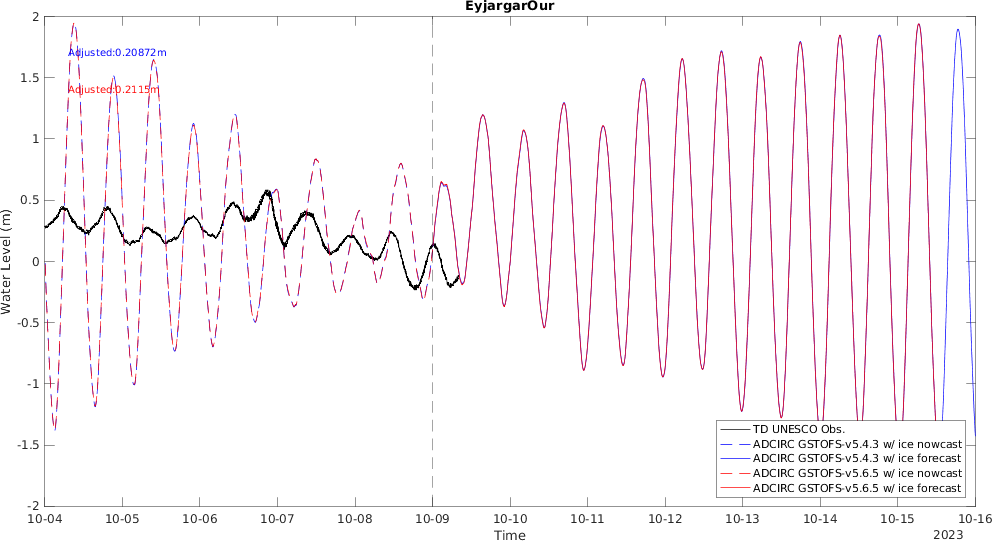 EyjargarOur
Adjusted:0.20872m
Adjusted:0.2115m
Water Level (m)
2
1.5
1
0.5
0
-0.5
-1
-1.5
-2
10-04 10-05 10-06 10-07 10-08 10-09 10-10 10-11 10-12 10-13 10-14 10-15 10-16
Time
2023
TD UNESCO Obs.
ADCIRC GSTOFS-v5.4.3 w/ ice nowcast
ADCIRC GSTOFS-v5.4.3 w/ ice forecast
ADCIRC GSTOFS-v5.6.5 w/ ice nowcast
ADCIRC GSTOFS-v5.6.5 w/ ice forecast